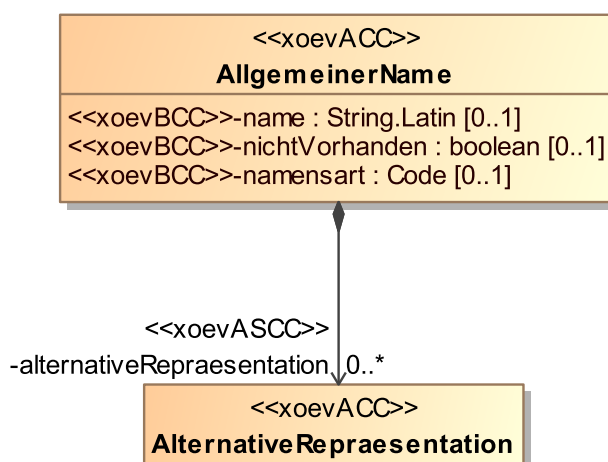 <<xoevACC>>
AllgemeinerName
<<xoevBCC>>-name : String.Latin [0..1]
<<xoevBCC>>-nichtVorhanden : boolean [0..1]
<<xoevBCC>>-namensart : Code [0..1]
<<xoevASCC>>
-alternativeRepraesentation 0..*
<<xoevACC>>
AlternativeRepraesentation